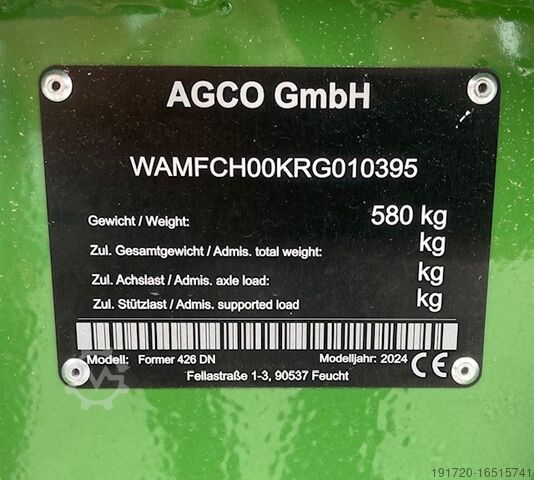 AGCO GmbH
WAMFCH00KRG010395
Gewicht / Weight: 580 kg
Zul. Gesamtgewicht / Admis. total weight: kg
Zul. Achslast / Admis. axle load: kg
Zul. Stützlast / Admis. supported load kg
Modell: Former 426 DN Modelljahr: 2024 CE
Fellastraße 1-3, 90537 Feucht
191720-16515741